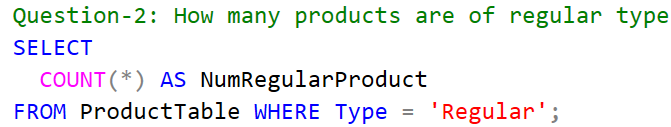 Question-2: How many products are of regular type
SELECT
  COUNT(*) AS NumRegularProduct
FROM ProductTable WHERE Type = 'Regular';